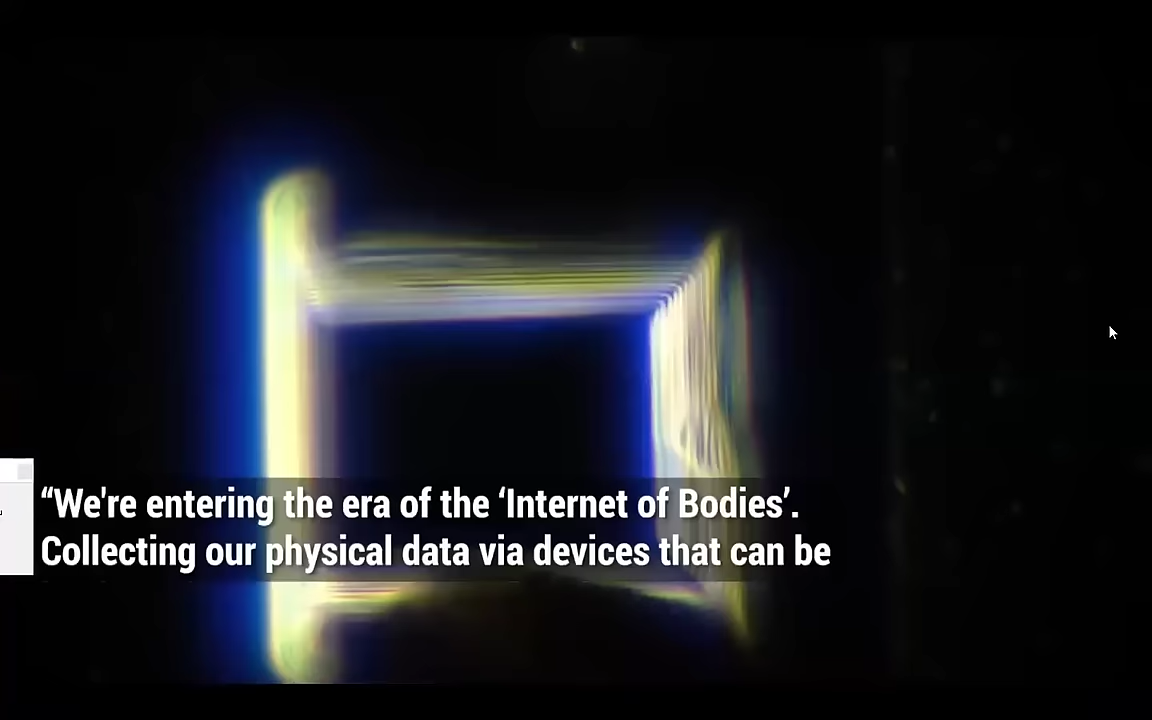 “We're entering the era of the ‘Internet of Bodies’.
Collecting our physical data via devices that can be